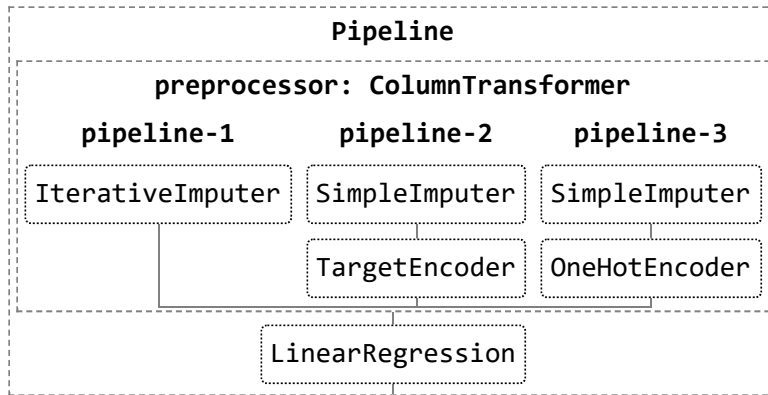 Pipeline
preprocessor: ColumnTransformer
pipeline-1 pipeline-2 pipeline-3
IterativeImputer SimpleImputer SimpleImputer
TargetEncoder OneHotEncoder
LinearRegression